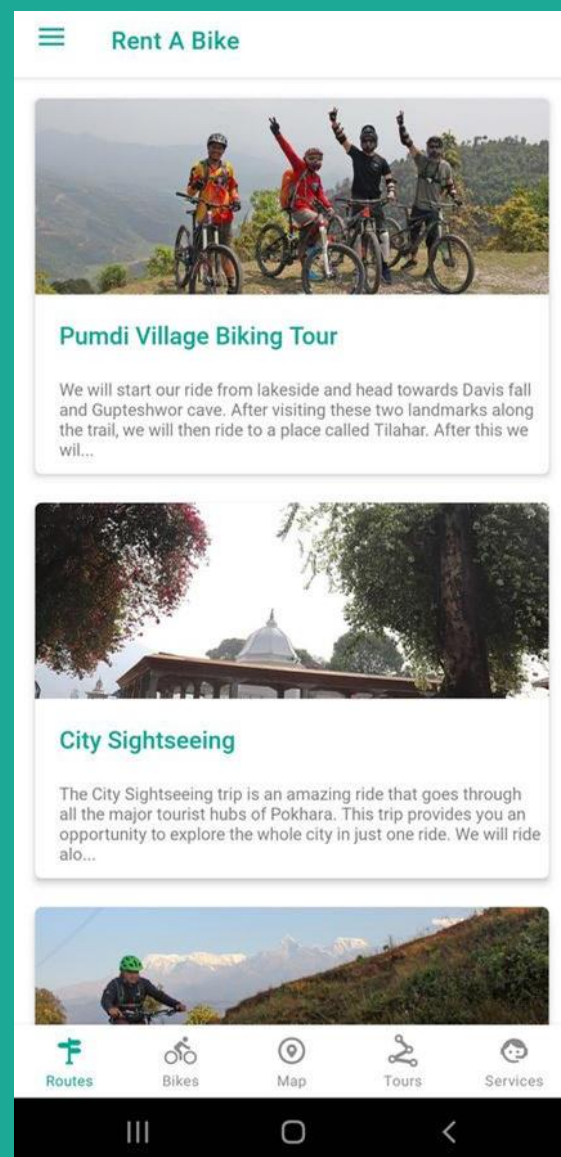 Rent A Bike
Pumdi Village Biking Tour
We will start our ride from lakeside and head towards Davis fall
and Gupteshwor cave. After visiting these two landmarks along
the trail, we will then ride to a place called Tilahar. After this we
wil...
City Sightseeing
The City Sightseeing trip is an amazing ride that goes through
all the major tourist hubs of Pokhara. This trip provides you an
opportunity to explore the whole city in just one ride. We will ride
alo...
Routes Bikes Map Tours Services